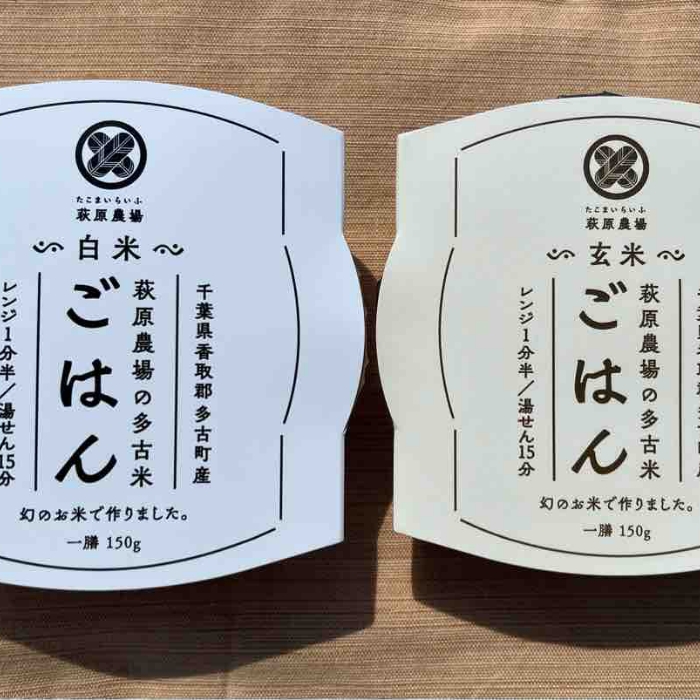 たこまいらいふ
萩原農場
白米
千葉県香取郡多古町産
萩原農場の多古米
ごはん
レンジ1分半/湯せん15分
幻のお米で作りました。
一膳 150g
たこまいらいふ
萩原農場
玄米
萩原農場の多古米
ごはん
レンジ1分半/湯せん15分
幻のお米で作りました。
一膳 150g